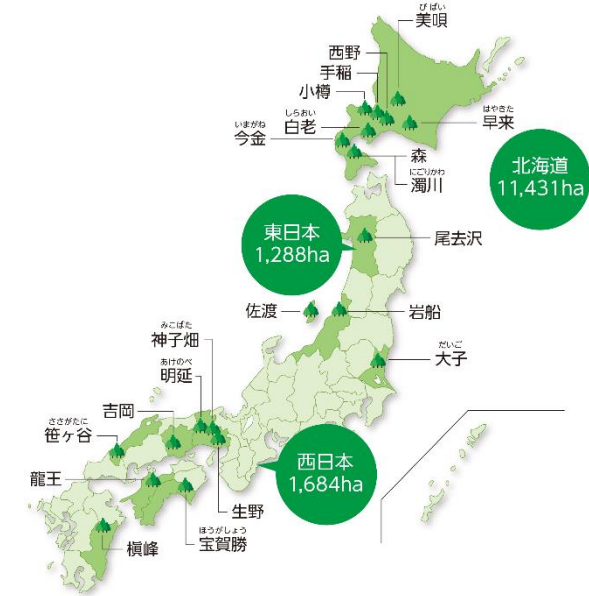 びばい
美唄
西野
手稲
小樽
しらおい
白老
いまがね
今金
はやきた
早来
森
にごりかわ
濁川
北海道
11,431ha
東日本
1,288ha
尾去沢
佐渡
岩船
だいご
大子
みこばた
神子畑
あけのべ
明延
吉岡
ささがたに
笹ヶ谷
龍王
西日本
1,684ha
生野
ほうがしょう
宝賀勝
槇峰